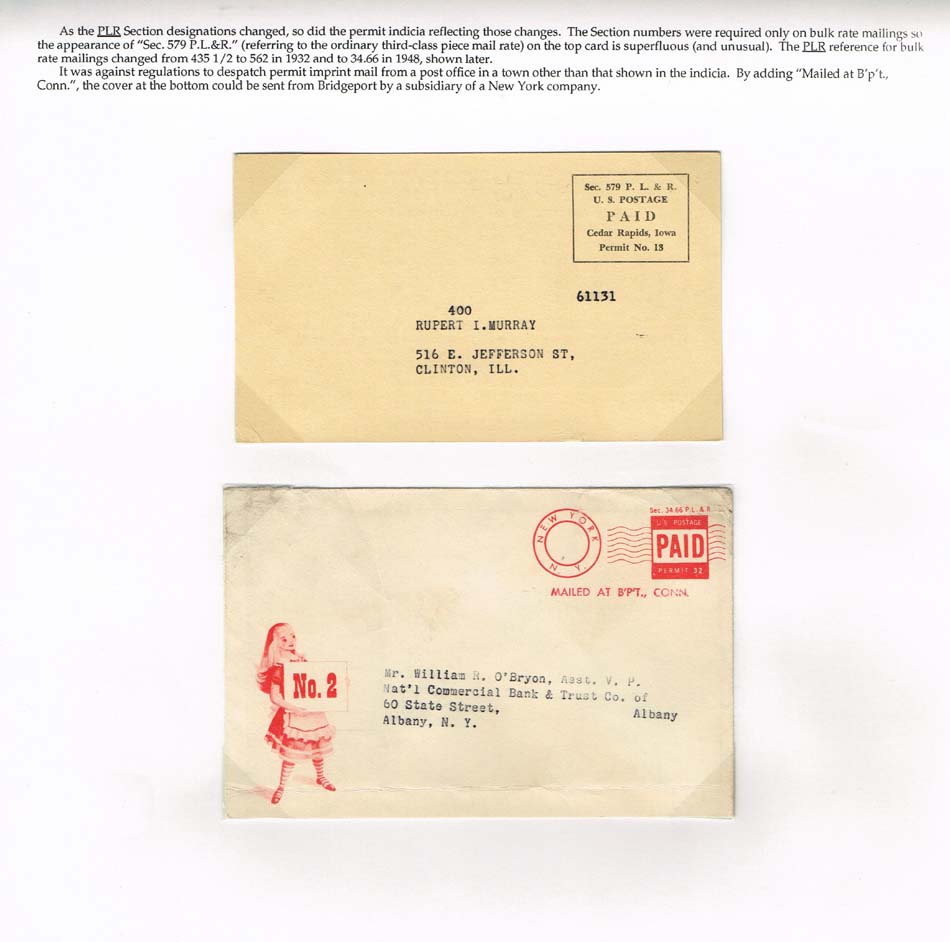 As the PLR Section designations changed, so did the permit indicia reflecting those changes. The Section numbers were required only on bulk rate mailings so
the appearance of "Sec. 579 P.L.&R." (referring to the ordinary third-class piece mail rate) on the top card is superfluous (and unusual). The PLR reference for bulk
rate mailings changed from 435 1/2 to 562 in 1932 and to 34.66 in 1948, shown later.
It was against regulations to despatch permit imprint mail from a post office in a town other than that shown in the indicia. By adding "Mailed at B'p't.,
Conn.", the cover at the bottom could be sent from Bridgeport by a subsidiary of a New York company.
Sec. 579 P. L. & R.
U. S. POSTAGE
PAID
Cedar Rapids, Iowa
Permit No. 13
61131
400
RUPERT I.MURRAY
516 E. JEFFERSON ST,
CLINTON, ILL.
Sec. 34.66 P.L. & R.
NEW YORK
N. Y.
U S POSTAGE
PAID
PERMIT 32
MAILED AT B'P'T., CONN.
No. 2
Mr. William R. O'Bryon, Asst. V. P.
Nat'l Commercial Bank & Trust Co. of
60 State Street, Albany
Albany, N. Y.